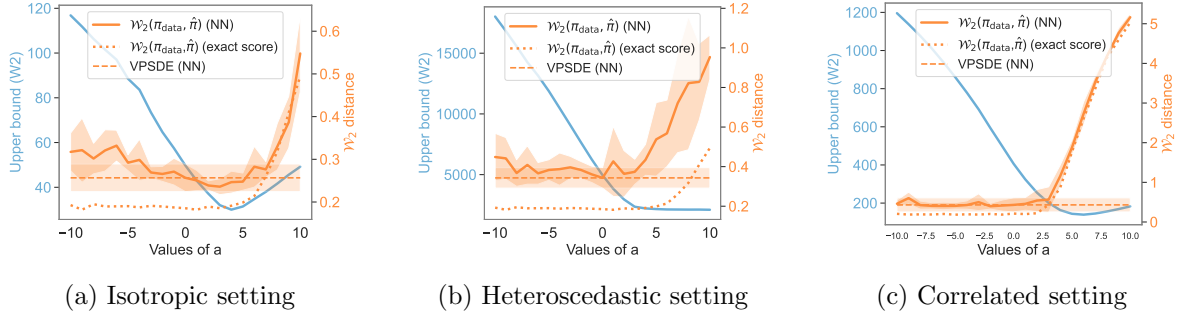 120
100
80
60
40
Upper bound (W2)
W₂(π_data, π̂) (NN)
W₂(π_data, π̂) (exact score)
VPSDE (NN)
0.6
0.5
0.4
0.3
0.2
W₂ distance
−10 −5 0 5 10
Values of a
(a) Isotropic setting
15000
10000
5000
Upper bound (W2)
W₂(π_data, π̂) (NN)
W₂(π_data, π̂) (exact score)
VPSDE (NN)
1.2
1.0
0.8
0.6
0.4
0.2
W₂ distance
−10 −5 0 5 10
Values of a
(b) Heteroscedastic setting
1200
1000
800
600
400
200
Upper bound (W2)
W₂(π_data, π̂) (NN)
W₂(π_data, π̂) (exact score)
VPSDE (NN)
5
4
3
2
1
0
W₂ distance
−10.0 −7.5 −5.0 −2.5 0.0 2.5 5.0 7.5 10.0
Values of a
(c) Correlated setting